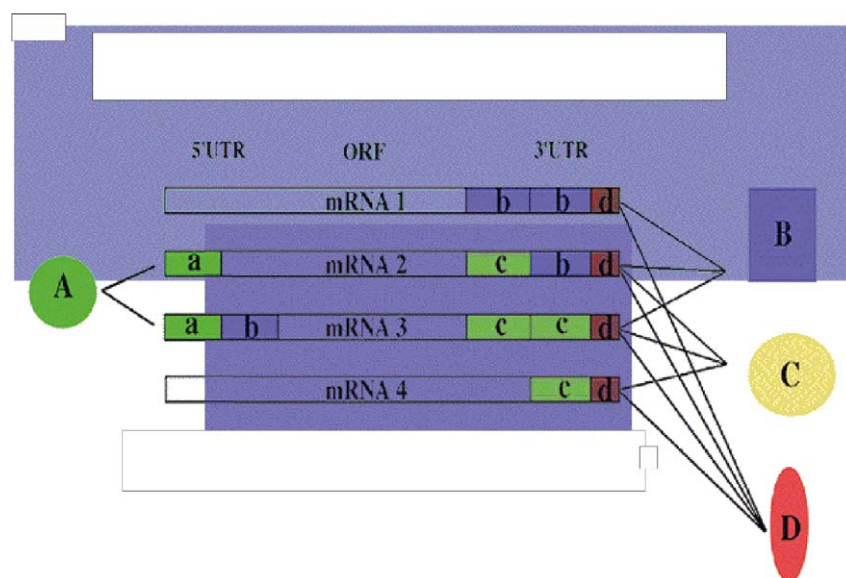 5'UTR ORF 3'UTR
mRNA 1 b b d
B
a mRNA 2 c b d
A
a b mRNA 3 c c d
C
mRNA 4 c d
D